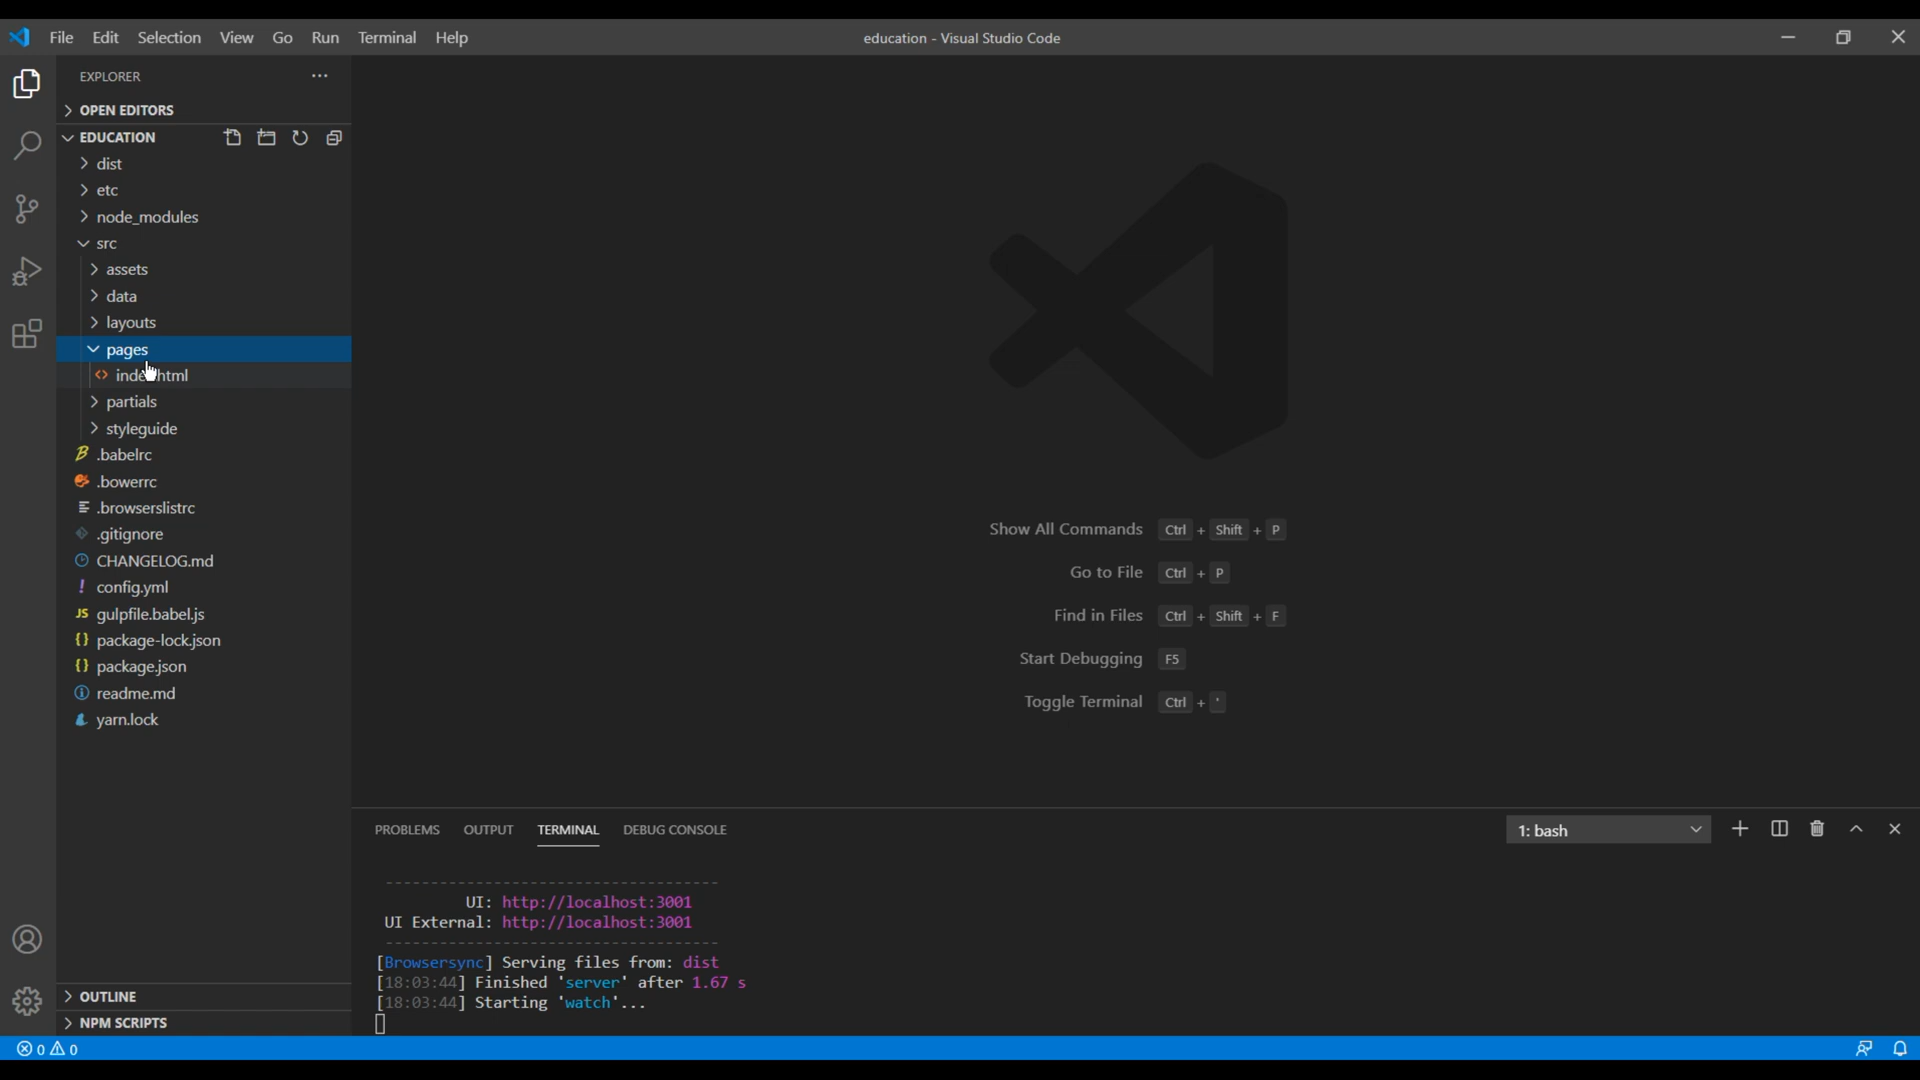 File Edit Selection View Go Run Terminal Help
education - Visual Studio Code
EXPLORER
OPEN EDITORS
EDUCATION
dist
etc
node_modules
src
assets
data
layouts
pages
partials
styleguide
.babelrc
.bowerrc
.browserslistrc
.gitignore
CHANGELOG.md
config.yml
gulpfile.babel.js
package-lock.json
package.json
readme.md
yarn.lock
OUTLINE
NPM SCRIPTS
Show All Commands Ctrl + Shift + P
Go to File Ctrl + P
Find in Files Ctrl + Shift + F
Start Debugging F5
Toggle Terminal Ctrl + '
PROBLEMS OUTPUT TERMINAL DEBUG CONSOLE
1: bash
-------------------------------------
UI: http://localhost:3001
UI External: http://localhost:3001
-------------------------------------
[Browsersync] Serving files from: dist
[18:03:44] Finished 'server' after 1.67 s
[18:03:44] Starting 'watch'...
0 0